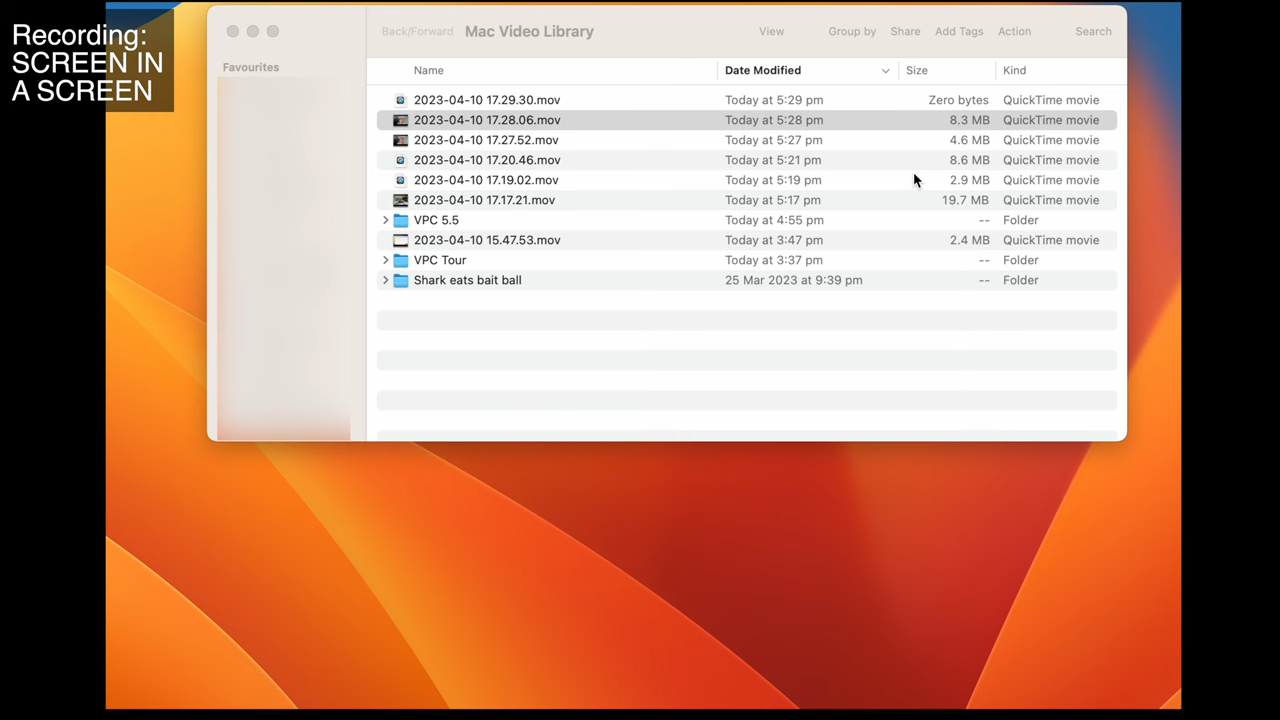 Recording:
SCREEN IN
A SCREEN
Back/Forward Mac Video Library View Group by Share Add Tags Action Search
Favourites
Name Date Modified Size Kind
2023-04-10 17.29.30.mov Today at 5:29 pm Zero bytes QuickTime movie
2023-04-10 17.28.06.mov Today at 5:28 pm 8.3 MB QuickTime movie
2023-04-10 17.27.52.mov Today at 5:27 pm 4.6 MB QuickTime movie
2023-04-10 17.20.46.mov Today at 5:21 pm 8.6 MB QuickTime movie
2023-04-10 17.19.02.mov Today at 5:19 pm 2.9 MB QuickTime movie
2023-04-10 17.17.21.mov Today at 5:17 pm 19.7 MB QuickTime movie
VPC 5.5 Today at 4:55 pm -- Folder
2023-04-10 15.47.53.mov Today at 3:47 pm 2.4 MB QuickTime movie
VPC Tour Today at 3:37 pm -- Folder
Shark eats bait ball 25 Mar 2023 at 9:39 pm -- Folder